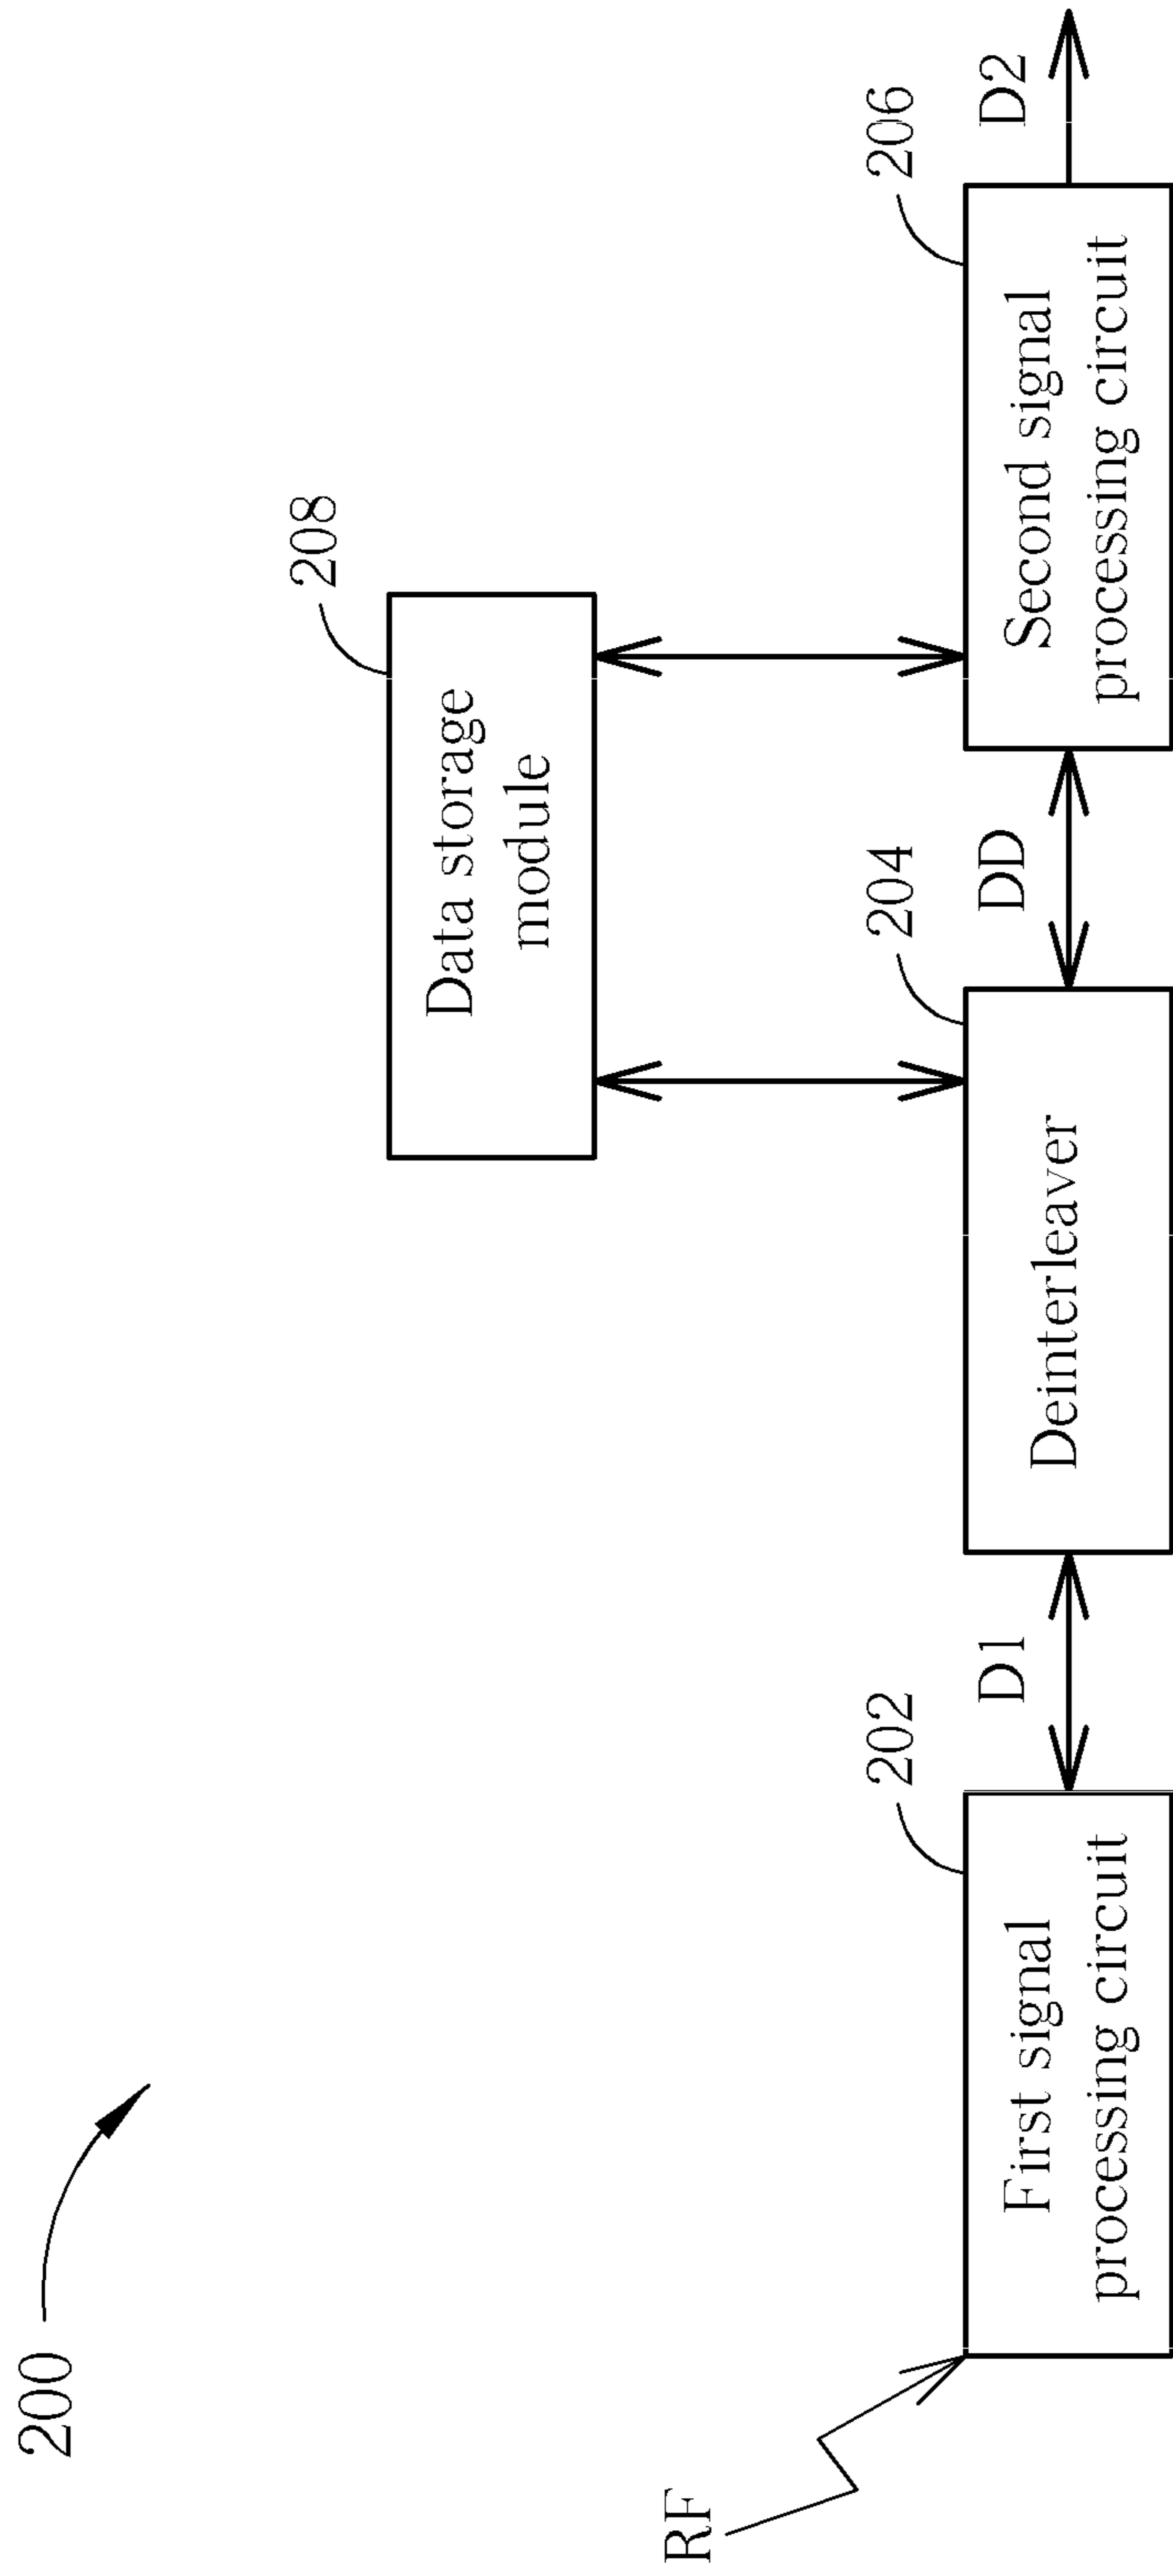 200
208
Data storage
module
RF
202
First signal
processing circuit
D1
204
Deinterleaver
DD
206
Second signal
processing circuit
D2